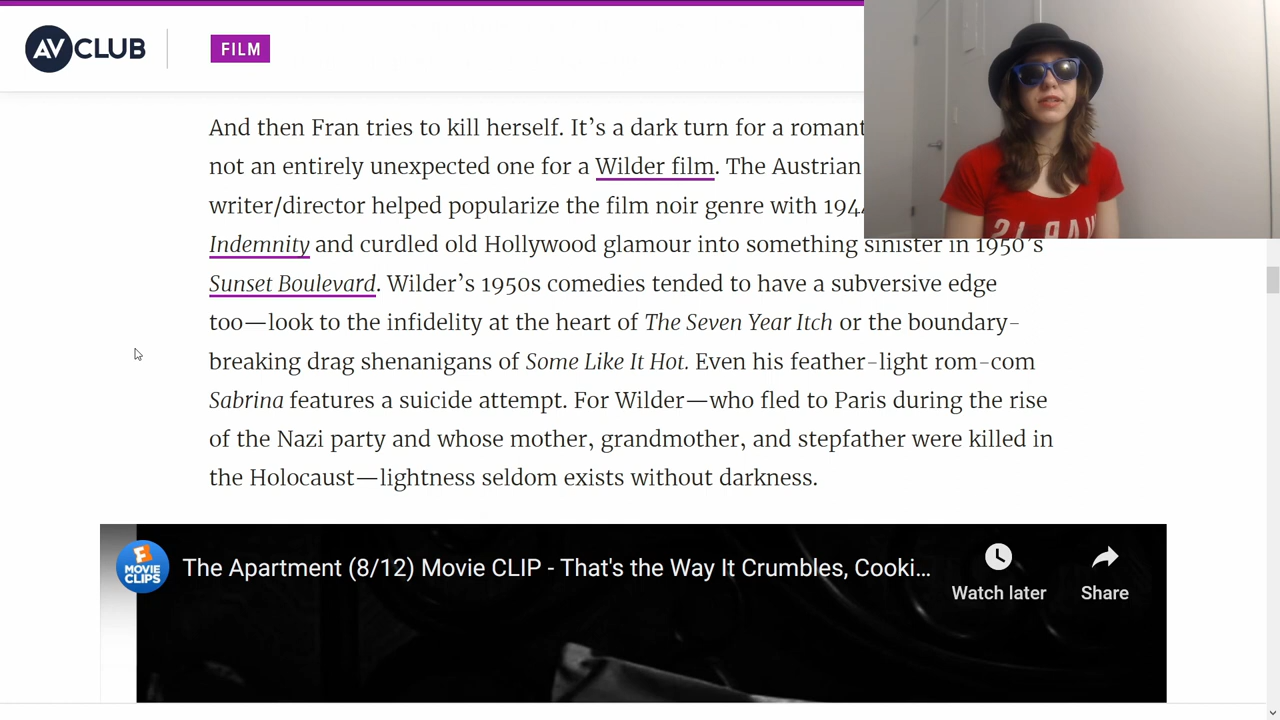 AV CLUB
FILM
And then Fran tries to kill herself. It’s a dark turn for a
not an entirely unexpected one for a Wilder film. The Austrian
writer/director helped popularize the film noir genre with
Indemnity and curdled old Hollywood glamour into something sinister in 1950’s
Sunset Boulevard. Wilder’s 1950s comedies tended to have a subversive edge
too—look to the infidelity at the heart of The Seven Year Itch or the boundary-
breaking drag shenanigans of Some Like It Hot. Even his feather-light rom-com
Sabrina features a suicide attempt. For Wilder—who fled to Paris during the rise
of the Nazi party and whose mother, grandmother, and stepfather were killed in
the Holocaust—lightness seldom exists without darkness.
MOVIE
CLIPS
The Apartment (8/12) Movie CLIP - That's the Way It Crumbles, Cooki...
Watch later
Share